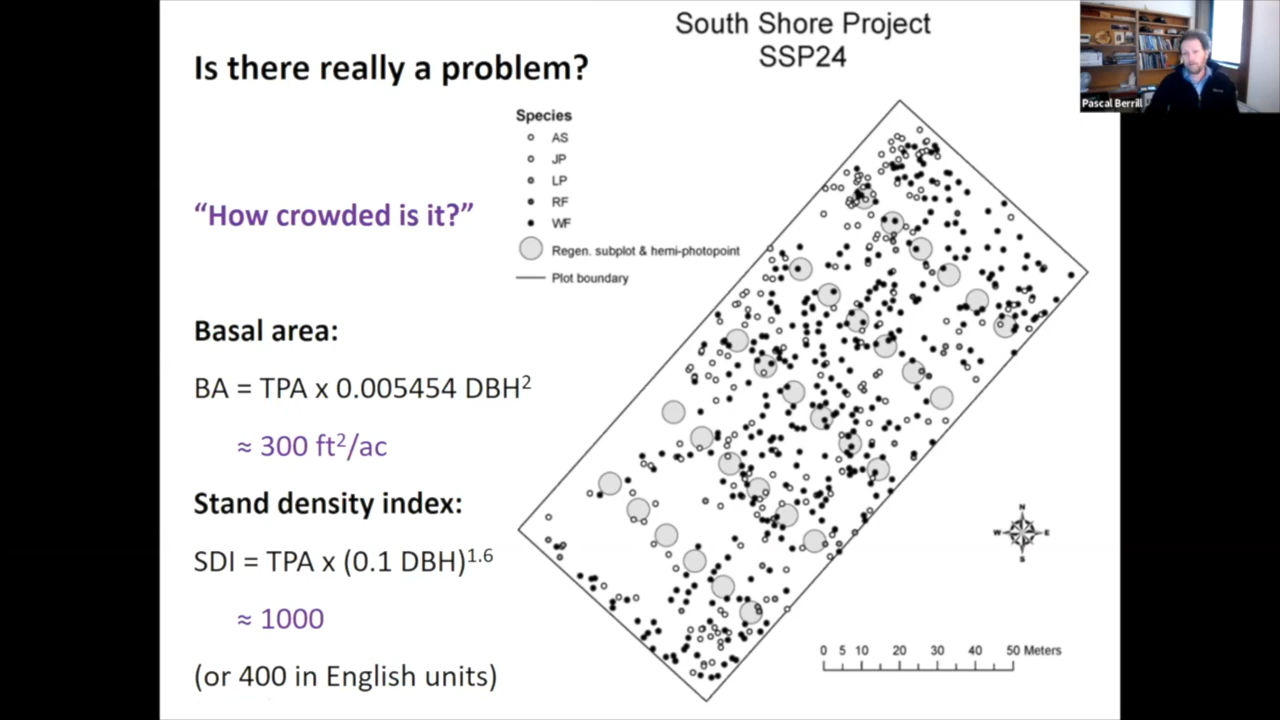 South Shore Project
SSP24
Pascal Berrill
Is there really a problem?
Species
AS
JP
LP
RF
WF
Regen. subplot & hemi-photopoint
Plot boundary
“How crowded is it?”
Basal area:
BA = TPA x 0.005454 DBH²
≈ 300 ft²/ac
Stand density index:
SDI = TPA x (0.1 DBH)¹·⁶
≈ 1000
(or 400 in English units)
N
W E
S
0 5 10 20 30 40 50 Meters